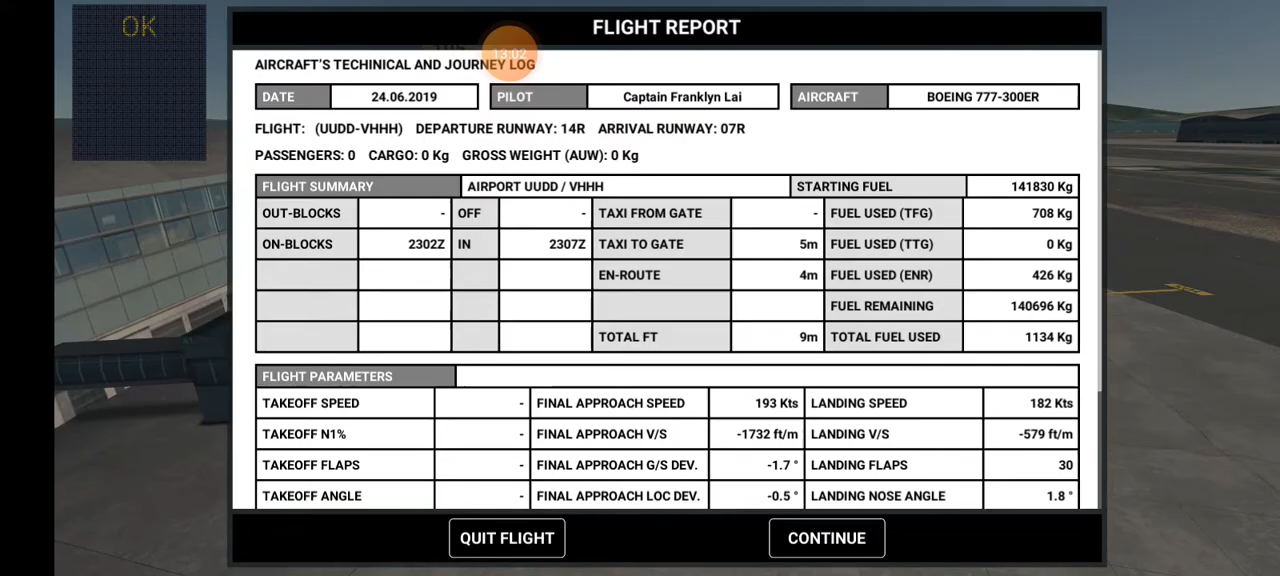 OK
FLIGHT REPORT
13:02
AIRCRAFT'S TECHINICAL AND JOURNEY LOG
DATE 24.06.2019 PILOT Captain Franklyn Lai AIRCRAFT BOEING 777-300ER
FLIGHT: (UUDD-VHHH) DEPARTURE RUNWAY: 14R ARRIVAL RUNWAY: 07R
PASSENGERS: 0 CARGO: 0 Kg GROSS WEIGHT (AUW): 0 Kg
FLIGHT SUMMARY AIRPORT UUDD / VHHH STARTING FUEL 141830 Kg
OUT-BLOCKS - OFF - TAXI FROM GATE - FUEL USED (TFG) 708 Kg
ON-BLOCKS 2302Z IN 2307Z TAXI TO GATE 5m FUEL USED (TTG) 0 Kg
EN-ROUTE 4m FUEL USED (ENR) 426 Kg
FUEL REMAINING 140696 Kg
TOTAL FT 9m TOTAL FUEL USED 1134 Kg
FLIGHT PARAMETERS
TAKEOFF SPEED - FINAL APPROACH SPEED 193 Kts LANDING SPEED 182 Kts
TAKEOFF N1% - FINAL APPROACH V/S -1732 ft/m LANDING V/S -579 ft/m
TAKEOFF FLAPS - FINAL APPROACH G/S DEV. -1.7 ° LANDING FLAPS 30
TAKEOFF ANGLE - FINAL APPROACH LOC DEV. -0.5 ° LANDING NOSE ANGLE 1.8 °
QUIT FLIGHT CONTINUE